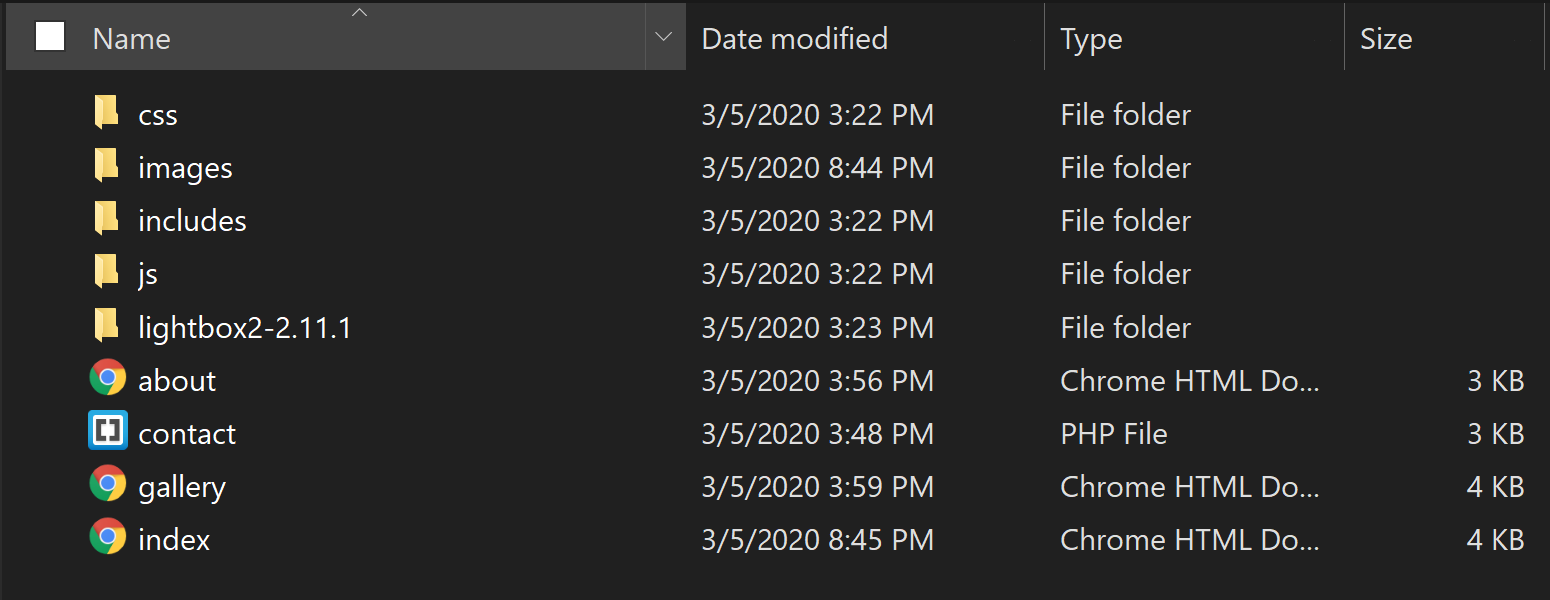 Name Date modified Type Size
css 3/5/2020 3:22 PM File folder
images 3/5/2020 8:44 PM File folder
includes 3/5/2020 3:22 PM File folder
js 3/5/2020 3:22 PM File folder
lightbox2-2.11.1 3/5/2020 3:23 PM File folder
about 3/5/2020 3:56 PM Chrome HTML Do... 3 KB
contact 3/5/2020 3:48 PM PHP File 3 KB
gallery 3/5/2020 3:59 PM Chrome HTML Do... 4 KB
index 3/5/2020 8:45 PM Chrome HTML Do... 4 KB